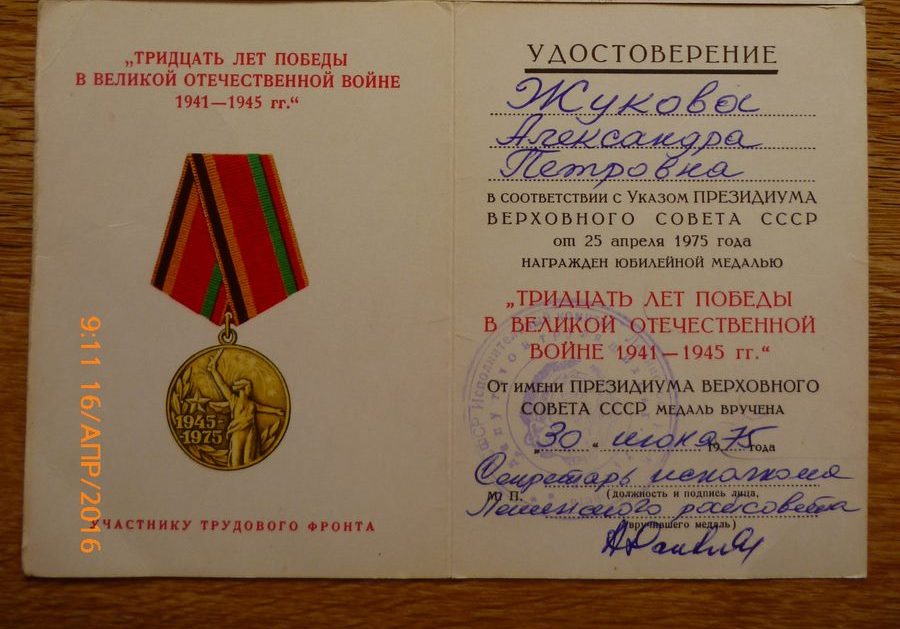 „ТРИДЦАТЬ ЛЕТ ПОБЕДЫ
В ВЕЛИКОЙ ОТЕЧЕСТВЕННОЙ ВОЙНЕ
1941—1945 гг.“
1945-
-1975
УЧАСТНИКУ ТРУДОВОГО ФРОНТА
9:11 16/АПР/2016
УДОСТОВЕРЕНИЕ
Жукова
Александра
Петровна
В СООТВЕТСТВИИ С УКАЗОМ ПРЕЗИДИУМА
ВЕРХОВНОГО СОВЕТА СССР
от 25 апреля 1975 года
НАГРАЖДЕН ЮБИЛЕЙНОЙ МЕДАЛЬЮ
„ТРИДЦАТЬ ЛЕТ ПОБЕДЫ
В ВЕЛИКОЙ ОТЕЧЕСТВЕННОЙ
ВОЙНЕ 1941—1945 гг.“
От имени ПРЕЗИДИУМА ВЕРХОВНОГО
СОВЕТА СССР МЕДАЛЬ ВРУЧЕНА
„30“ июня 1975 года
Секретарь исполкома
М. П. (должность и подпись лица,
райсовета
вручившего медаль)